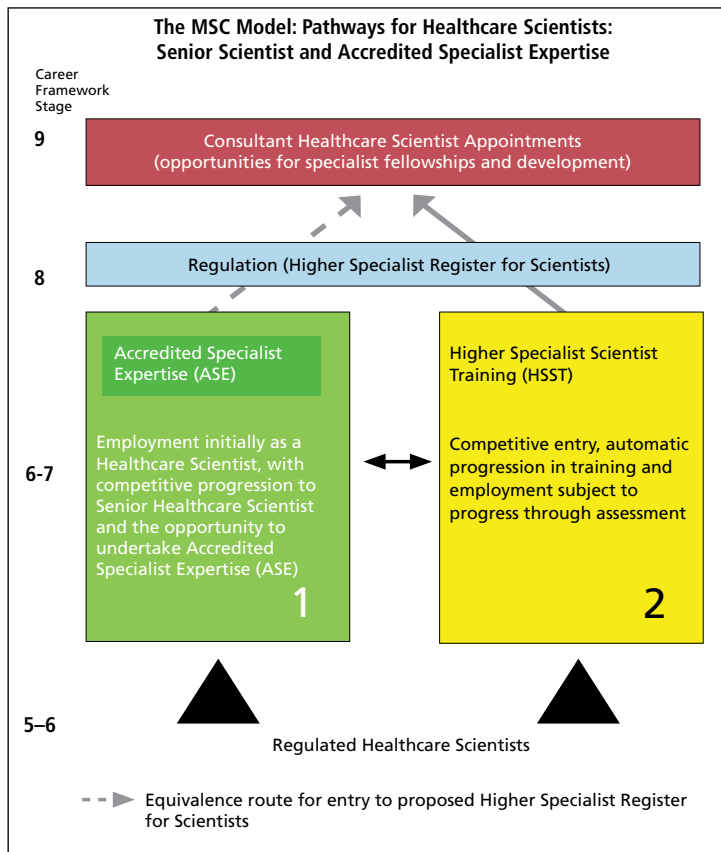 The MSC Model: Pathways for Healthcare Scientists:
Senior Scientist and Accredited Specialist Expertise
Career
Framework
Stage
9
Consultant Healthcare Scientist Appointments
(opportunities for specialist fellowships and development)
8
Regulation (Higher Specialist Register for Scientists)
6-7
Accredited Specialist
Expertise (ASE)
Employment initially as a
Healthcare Scientist, with
competitive progression to
Senior Healthcare Scientist
and the opportunity to
undertake Accredited
Specialist Expertise (ASE)
1
Higher Specialist Scientist
Training (HSST)
Competitive entry, automatic
progression in training and
employment subject to
progress through assessment
2
5–6
Regulated Healthcare Scientists
Equivalence route for entry to proposed Higher Specialist Register
for Scientists